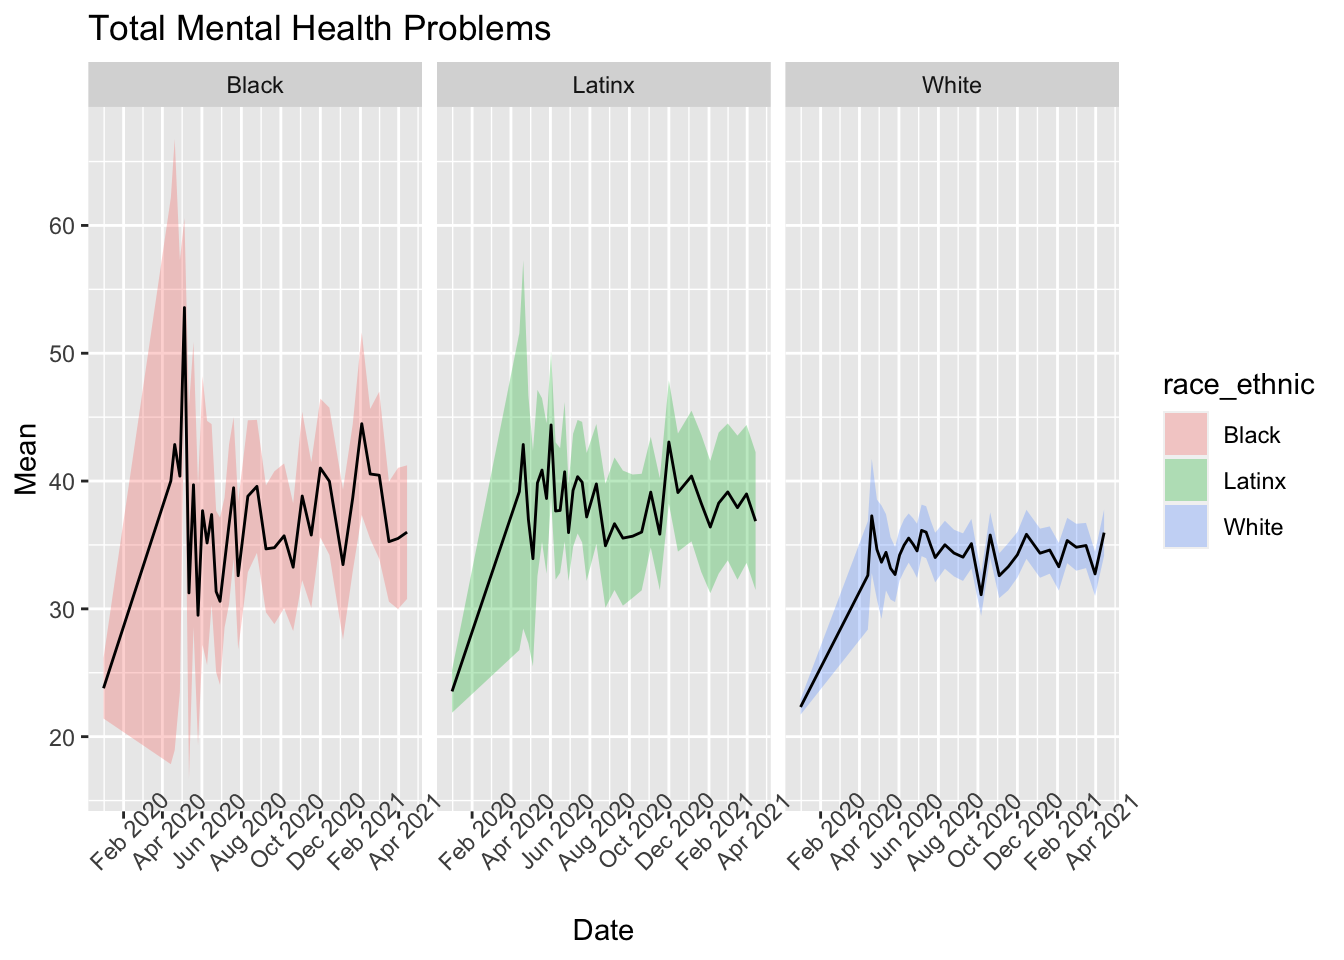 Total Mental Health Problems
Black Latinx White
60
50
40
30
20
Mean
Feb 2020 Apr 2020 Jun 2020 Aug 2020 Oct 2020 Dec 2020 Feb 2021 Apr 2021
Feb 2020 Apr 2020 Jun 2020 Aug 2020 Oct 2020 Dec 2020 Feb 2021 Apr 2021
Feb 2020 Apr 2020 Jun 2020 Aug 2020 Oct 2020 Dec 2020 Feb 2021 Apr 2021
Date
race_ethnic
Black
Latinx
White